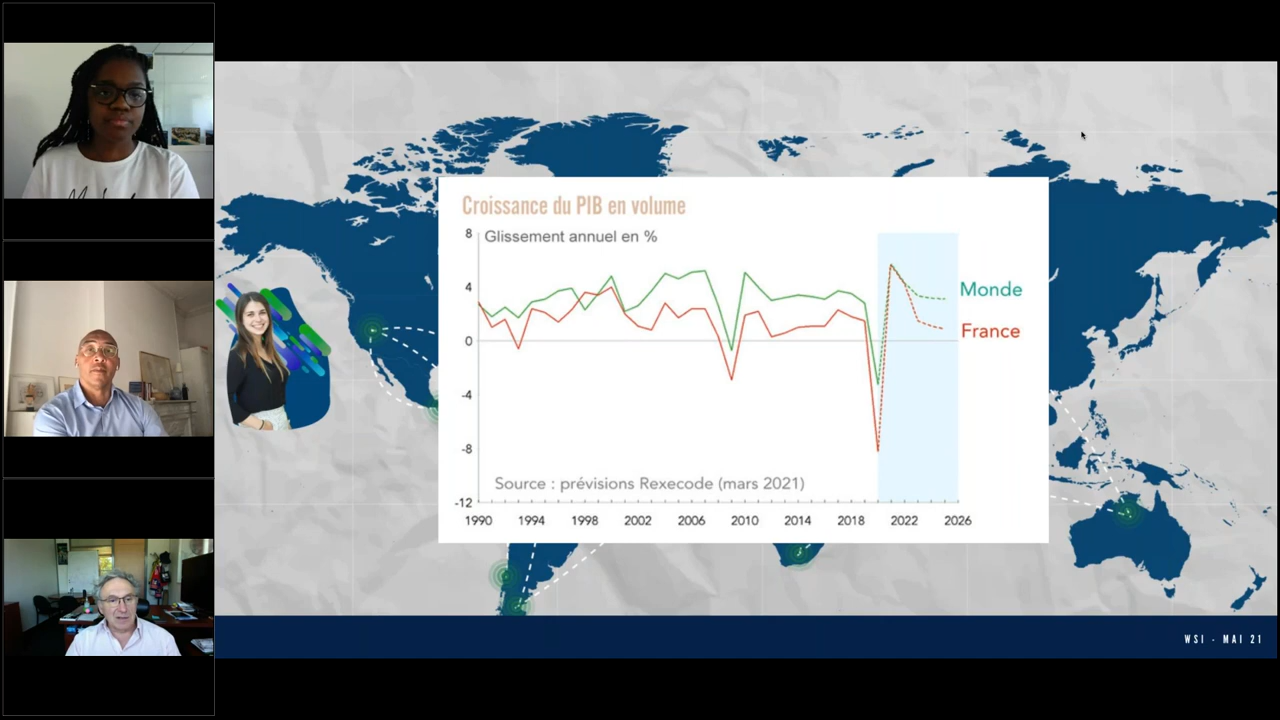 Croissance du PIB en volume
8
Glissement annuel en %
4
Monde
France
0
-4
-8
Source : prévisions Rexecode (mars 2021)
-12
1990 1994 1998 2002 2006 2010 2014 2018 2022 2026
WSI - MAI 21